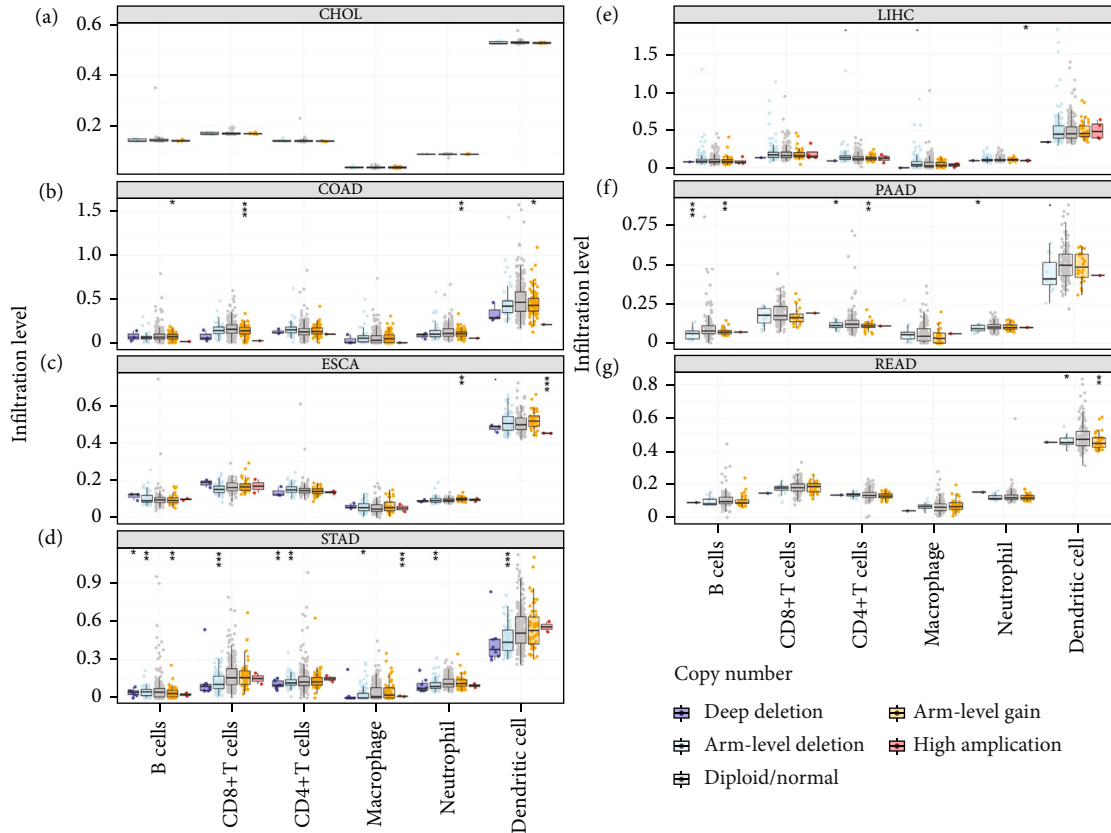 (a)
CHOL
0.6
0.4
0.2
(b)
COAD
* *** ** *
1.5
1.0
0.5
0
(c)
ESCA
** . ***
0.6
0.4
0.2
0
(d)
STAD
* ** ** *** ** ** * *** ** ***
0.9
0.6
0.3
0
Infiltration level
B cells
CD8+T cells
CD4+T cells
Macrophage
Neutrophil
Dendritic cell
(e)
LIHC
. . *
1.5
1.0
0.5
0
(f)
PAAD
*** ** * ** * .
0.75
0.50
0.25
0
(g)
READ
* **
0.8
0.6
0.4
0.2
0
Infiltration level
B cells
CD8+T cells
CD4+T cells
Macrophage
Neutrophil
Dendritic cell
Copy number
Deep deletion
Arm-level deletion
Diploid/normal
Arm-level gain
High amplication